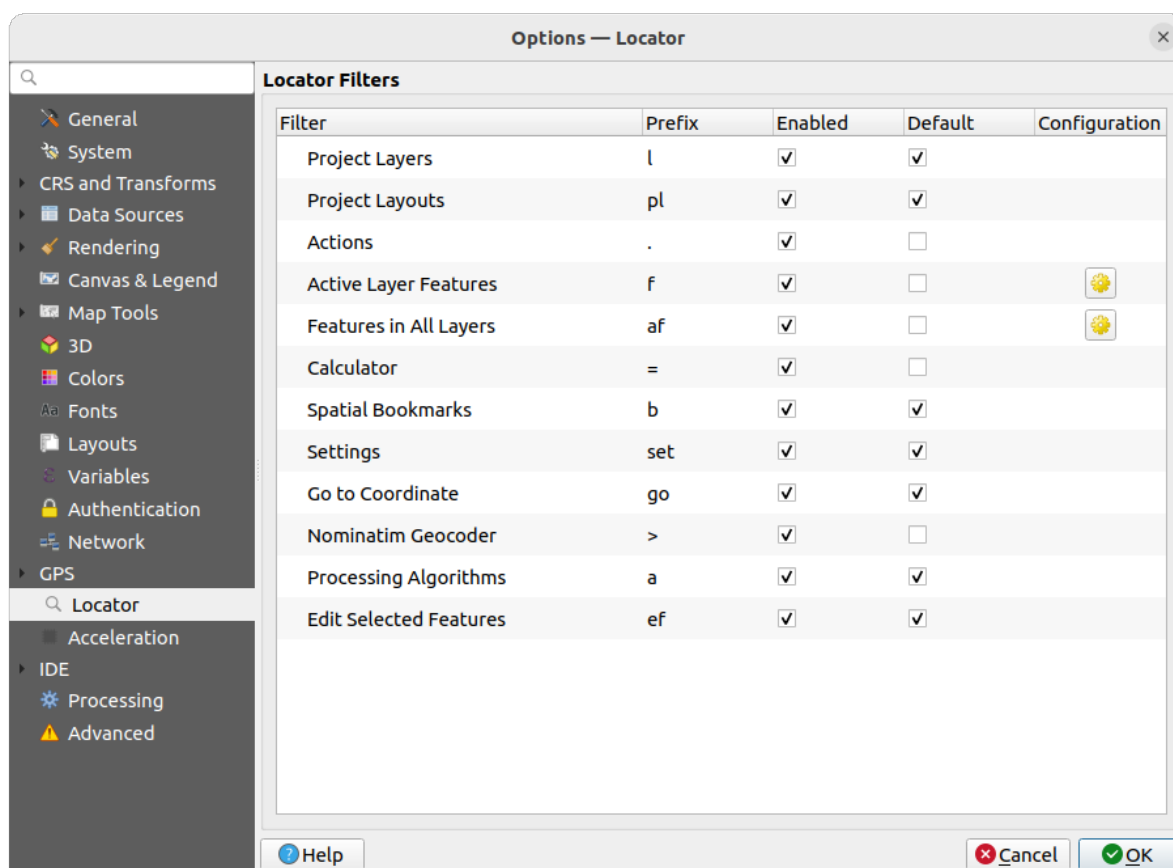 Options — Locator
Locator Filters
General
System
CRS and Transforms
Data Sources
Rendering
Canvas & Legend
Map Tools
3D
Colors
Aa Fonts
Layouts
Variables
Authentication
Network
GPS
Locator
Acceleration
IDE
Processing
Advanced
Filter Prefix Enabled Default Configuration
Project Layers l
Project Layouts pl
Actions .
Active Layer Features f
Features in All Layers af
Calculator =
Spatial Bookmarks b
Settings set
Go to Coordinate go
Nominatim Geocoder >
Processing Algorithms a
Edit Selected Features ef
? Help Cancel OK